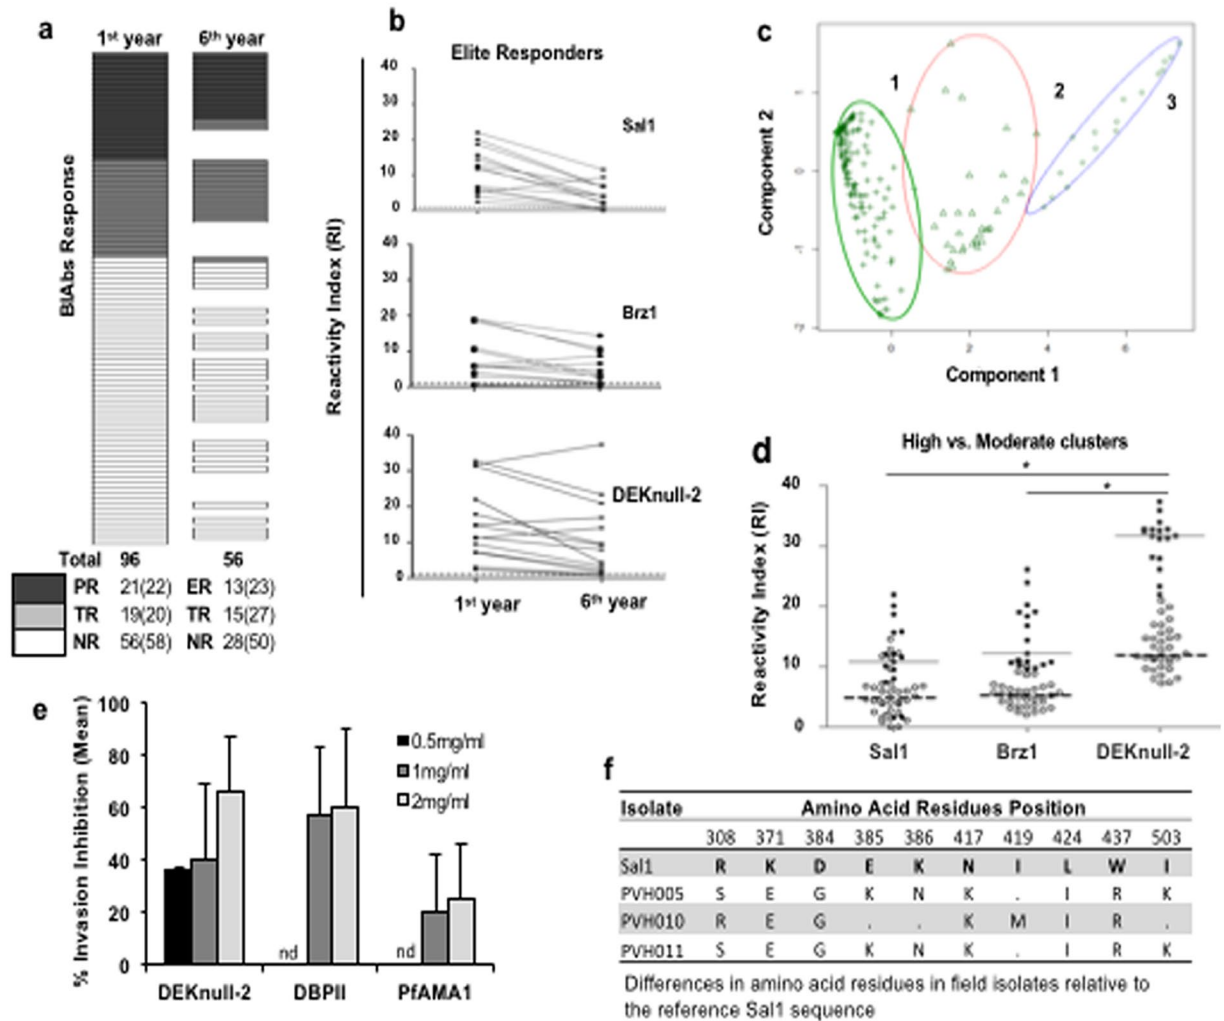 a
1st year 6th year
BlAbs Response
Total 96 56
PR 21(22) ER 13(23)
TR 19(20) TR 15(27)
NR 56(58) NR 28(50)
b
Elite Responders
Reactivity Index (RI)
40
30
20
10
0
Sal1
40
30
20
10
0
Brz1
40
30
20
10
0
DEKnull-2
1st year 6th year
c
1
2
3
Component 2
1
0
-1
-2
0 2 4 6
Component 1
d
High vs. Moderate clusters
*
*
Reactivity Index (RI)
40
30
20
10
0
Sal1 Brz1 DEKnull-2
e
% Invasion Inhibition (Mean)
100
80
60
40
20
0
0.5mg/ml
1mg/ml
2mg/ml
nd nd
DEKnull-2 DBPII PfAMA1
f
Isolate Amino Acid Residues Position
308 371 384 385 386 417 419 424 437 503
Sal1 R K D E K N I L W I
PVH005 S E G K N K . I R K
PVH010 R E G . . K M I R .
PVH011 S E G K N K . I R K
Differences in amino acid residues in field isolates relative to
the reference Sal1 sequence